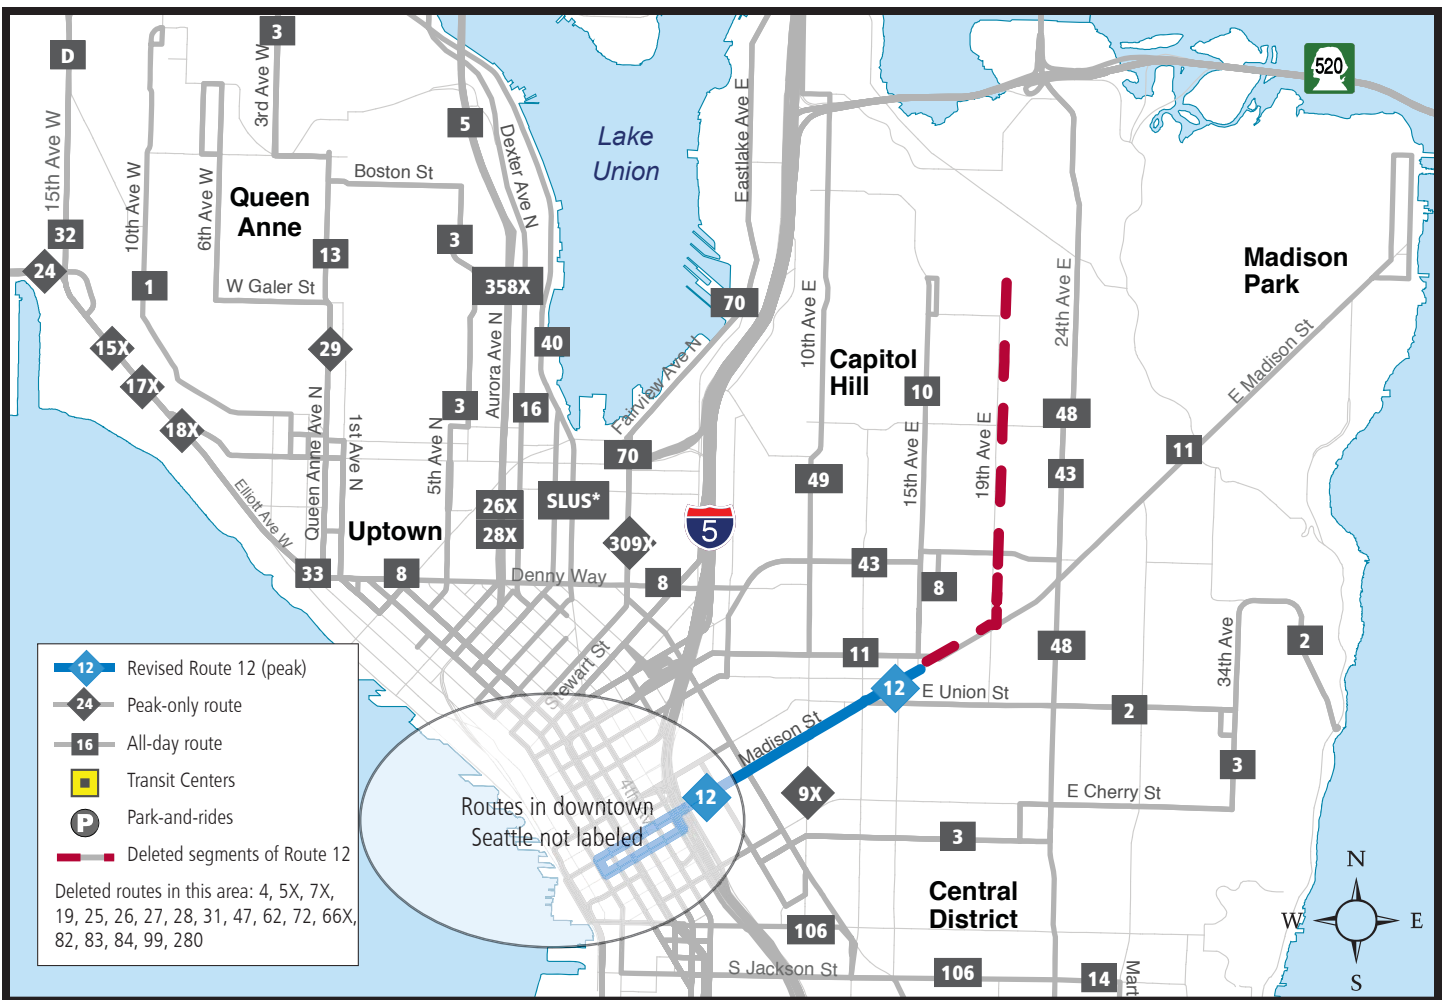 D
3
520
3rd Ave W
15th Ave W
5
Dexter Ave N
Lake
Union
Eastlake Ave E
Boston St
10th Ave W
6th Ave W
Queen
Anne
32
24
13
3
1
W Galer St
358X
70
Madison
Park
24th Ave E
10th Ave E
15X
29
40
Aurora Ave N
Fairview Ave N
Capitol
Hill
E Madison St
17X
10
18X
3
16
48
Queen Anne Ave N
1st Ave N
5th Ave N
70
15th Ave E
19th Ave E
11
49
43
Elliott Ave W
26X
SLUS*
Uptown
28X
309X
5
33
8
Denny Way
8
43
8
Stewart St
11
48
34th Ave
2
12
E Union St
2
Madison St
3
12
9X
E Cherry St
4th Av
Routes in downtown
Seattle not labeled
3
Central
District
106
S Jackson St
106
14
Mart
12 Revised Route 12 (peak)
24 Peak-only route
16 All-day route
Transit Centers
P Park-and-rides
Deleted segments of Route 12
Deleted routes in this area: 4, 5X, 7X,
19, 25, 26, 27, 28, 31, 47, 62, 72, 66X,
82, 83, 84, 99, 280
N
W E
S